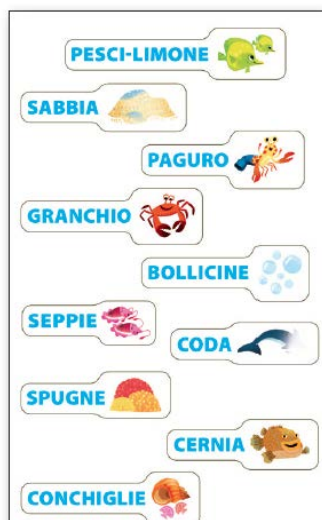 PESCI-LIMONE
SABBIA
PAGURO
GRANCHIO
BOLLICINE
SEPPIE
CODA
SPUGNE
CERNIA
CONCHIGLIE